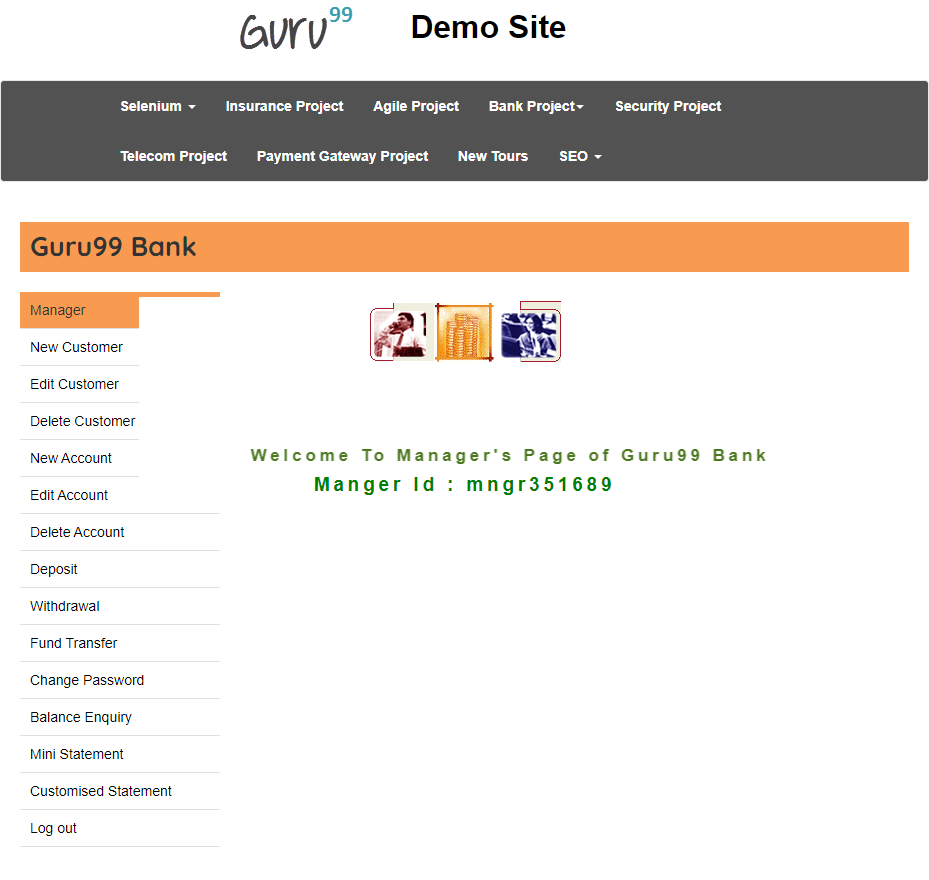 Guru99 Demo Site
Selenium Insurance Project Agile Project Bank Project Security Project
Telecom Project Payment Gateway Project New Tours SEO
Guru99 Bank
Manager
New Customer
Edit Customer
Delete Customer
New Account
Edit Account
Delete Account
Deposit
Withdrawal
Fund Transfer
Change Password
Balance Enquiry
Mini Statement
Customised Statement
Log out
Welcome To Manager's Page of Guru99 Bank
Manger Id : mngr351689